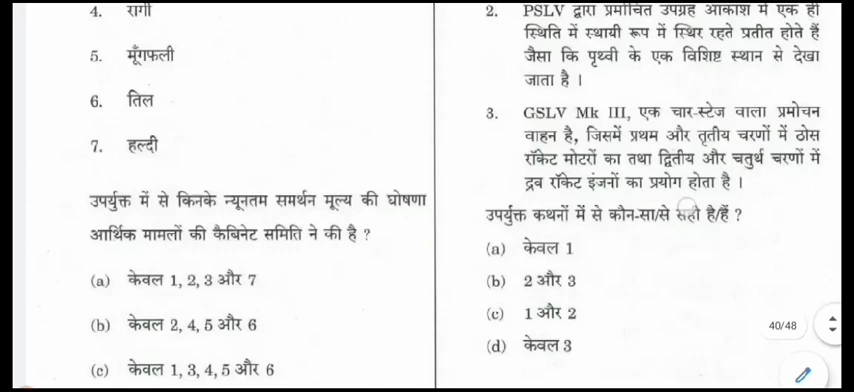 4. रागी
5. मूँगफली
6. तिल
7. हल्दी
उपर्युक्त में से किनके न्यूनतम समर्थन मूल्य की घोषणा
आर्थिक मामलों की कैबिनेट समिति ने की है ?
(a) केवल 1, 2, 3 और 7
(b) केवल 2, 4, 5 और 6
(c) केवल 1, 3, 4, 5 और 6
2. PSLV द्वारा प्रमोचित उपग्रह आकाश में एक ही
स्थिति में स्थायी रूप में स्थिर रहते प्रतीत होते हैं
जैसा कि पृथ्वी के एक विशिष्ट स्थान से देखा
जाता है ।
3. GSLV Mk III, एक चार-स्टेज वाला प्रमोचन
वाहन है, जिसमें प्रथम और तृतीय चरणों में ठोस
रॉकेट मोटरों का तथा द्वितीय और चतुर्थ चरणों में
द्रव रॉकेट इंजनों का प्रयोग होता है ।
उपर्युक्त कथनों में से कौन-सा/से सही है/हैं ?
(a) केवल 1
(b) 2 और 3
(c) 1 और 2
(d) केवल 3
40/48